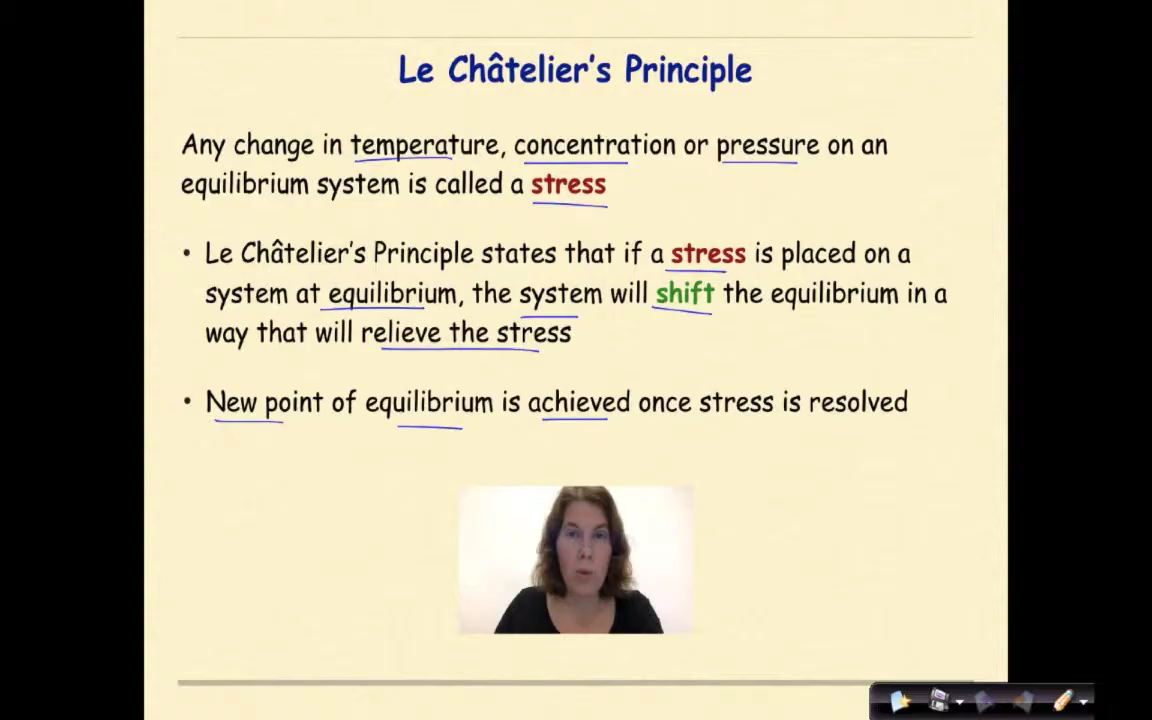 Le Châtelier's Principle
Any change in temperature, concentration or pressure on an
equilibrium system is called a stress
• Le Châtelier's Principle states that if a stress is placed on a
system at equilibrium, the system will shift the equilibrium in a
way that will relieve the stress
• New point of equilibrium is achieved once stress is resolved